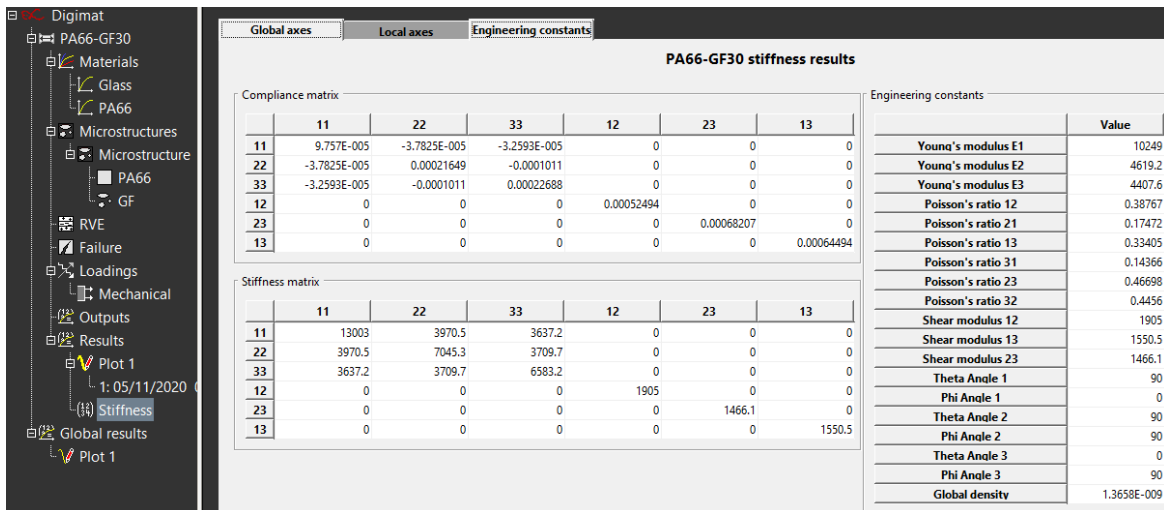 Digimat
PA66-GF30
Materials
Glass
PA66
Microstructures
Microstructure
PA66
GF
RVE
Failure
Loadings
Mechanical
Outputs
Results
Plot 1
1: 05/11/2020
Stiffness
Global results
Plot 1
Global axes Local axes Engineering constants
PA66-GF30 stiffness results
Compliance matrix
11 22 33 12 23 13
11 9.757E-005 -3.7825E-005 -3.2593E-005 0 0 0
22 -3.7825E-005 0.00021649 -0.0001011 0 0 0
33 -3.2593E-005 -0.0001011 0.00022688 0 0 0
12 0 0 0 0.00052494 0 0
23 0 0 0 0 0.00068207 0
13 0 0 0 0 0 0.00064494
Stiffness matrix
11 22 33 12 23 13
11 13003 3970.5 3637.2 0 0 0
22 3970.5 7045.3 3709.7 0 0 0
33 3637.2 3709.7 6583.2 0 0 0
12 0 0 0 1905 0 0
23 0 0 0 0 1466.1 0
13 0 0 0 0 0 1550.5
Engineering constants
Value
Young's modulus E1 10249
Young's modulus E2 4619.2
Young's modulus E3 4407.6
Poisson's ratio 12 0.38767
Poisson's ratio 21 0.17472
Poisson's ratio 13 0.33405
Poisson's ratio 31 0.14366
Poisson's ratio 23 0.46698
Poisson's ratio 32 0.4456
Shear modulus 12 1905
Shear modulus 13 1550.5
Shear modulus 23 1466.1
Theta Angle 1 90
Phi Angle 1 0
Theta Angle 2 90
Phi Angle 2 90
Theta Angle 3 0
Phi Angle 3 90
Global density 1.3658E-009